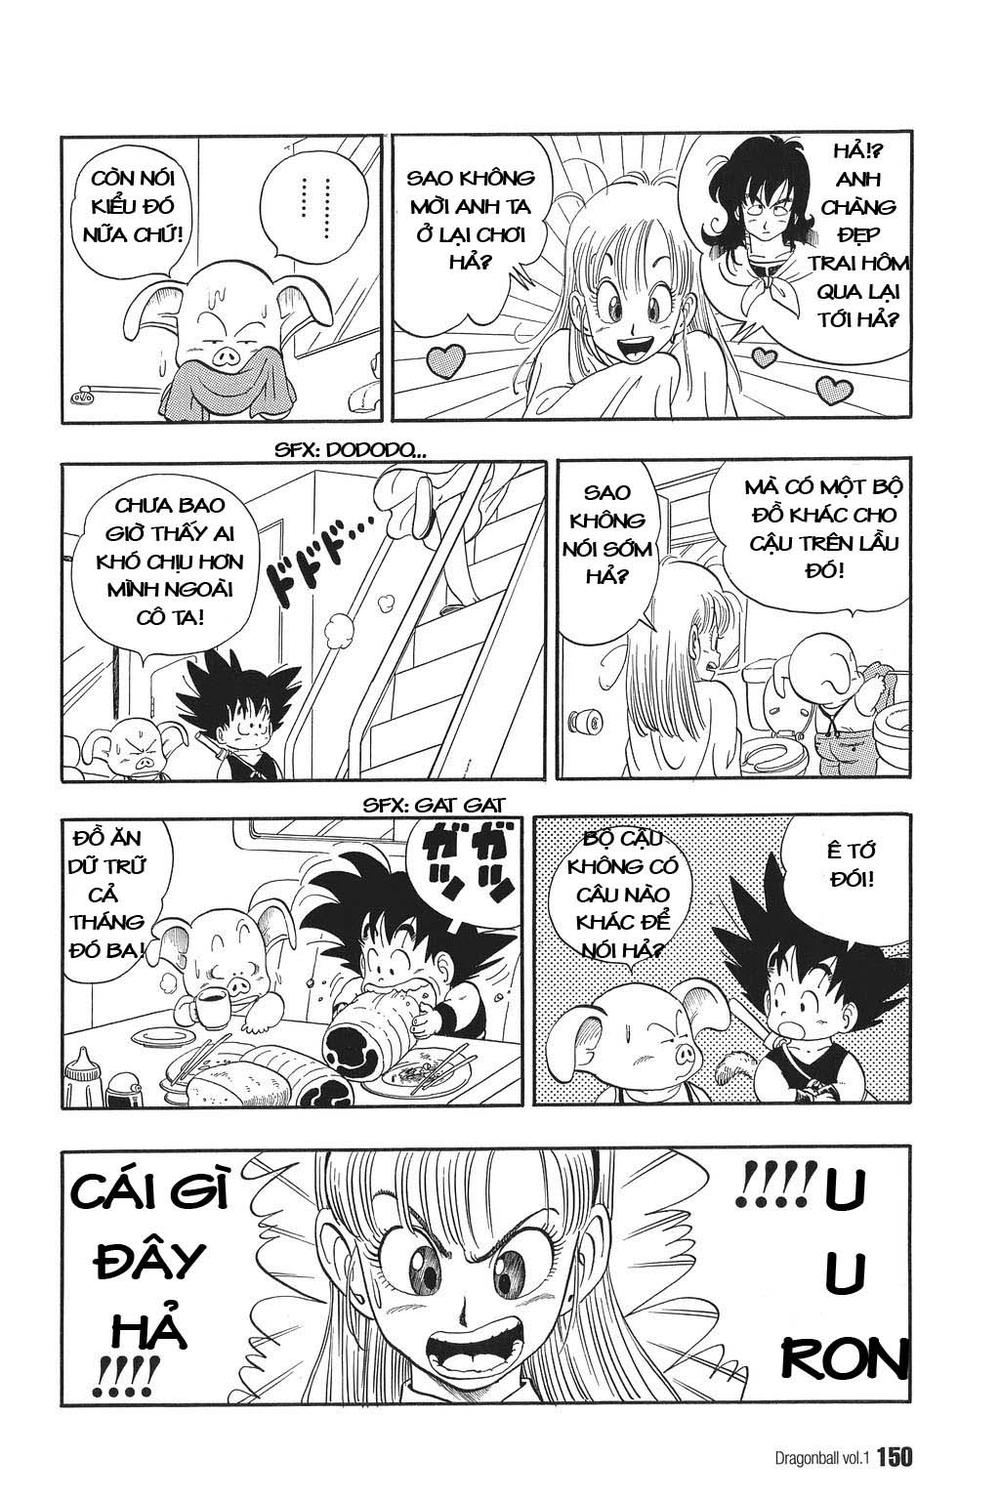 HẢ!?
ANH
CHÀNG
ĐẸP
TRAI HÔM
QUA LẠI
TỚI HẢ?
SAO KHÔNG
MỜI ANH TA
Ở LẠI CHƠI
HẢ?
......
......
CÒN NÓI
KIỂU ĐÓ
NỮA CHỨ!
MÀ CÓ MỘT BỘ
ĐỒ KHÁC CHO
CẬU TRÊN LẦU
ĐÓ!
SAO
KHÔNG
NÓI SỚM
HẢ?
SFX: DODODO...
ドドドド...
CHƯA BAO
GIỜ THẤY AI
KHÓ CHỊU HƠN
MÌNH NGOÀI
CÔ TA!
Ê TỚ
ĐÓI!
BỘ CẬU
KHÔNG CÓ
CÂU NÀO
KHÁC ĐỂ
NÓI HẢ?
SFX: GAT GAT
ガツ
ガツ
ĐỒ ĂN
DỮ TRỮ
CẢ
THÁNG
ĐÓ BA!
U
U
RON
!!!!
CÁI GÌ
ĐÂY
HẢ
!!!!
Dragonball vol.1 150